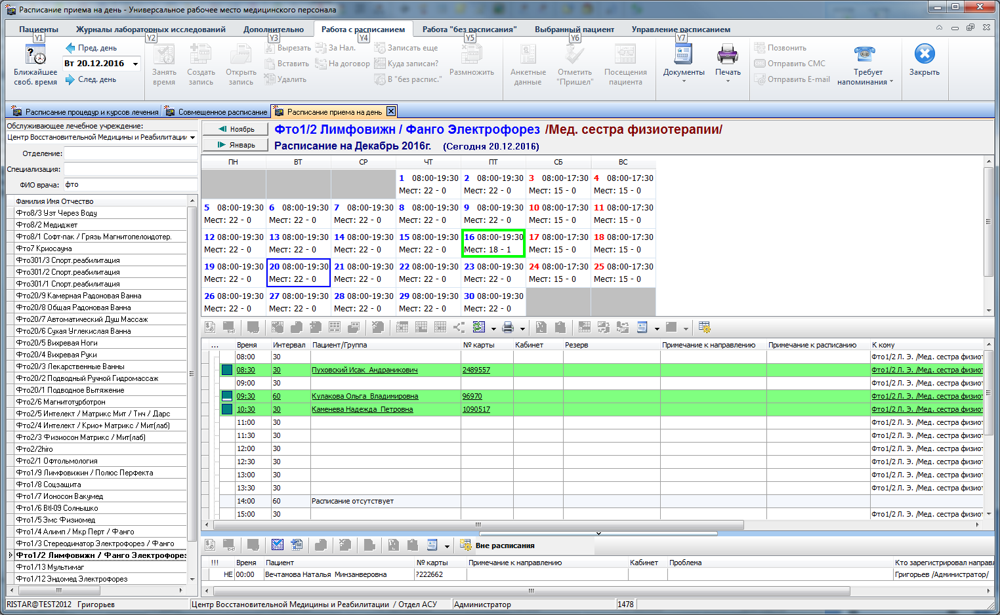 Расписание приема на день - Универсальное рабочее место медицинского персонала
Пациенты Журналы лабораторных исследований Дополнительно Работа с расписанием Работа "без расписания" Выбранный пациент Управление расписанием
Y1 Y2 Y3 Y4 Y5 Y6 Y7
Ближайшее своб. время
Пред. день
Вт 20.12.2016
След. день
Занять время
Создать запись
Открыть запись
Вырезать
Вставить
Удалить
За Нал.
На договор
Записать еще
Куда записан?
В "без распис."
Размножить
Анкетные данные
Отметить "Пришел"
Посещения пациента
Документы
Печать
Позвонить
Отправить СМС
Отправить E-mail
Требует напоминания
Закрыть
Расписание процедур и курсов лечения Совмещенное расписание Расписание приема на день
Обслуживающее лечебное учреждение:
Центр Восстановительной Медицины и Реабилитации
Отделение:
Специализация:
ФИО врача: фто
Фамилия Имя Отчество
Фто8/3 Узт Через Воду
Фто8/2 Медиджет
Фто8/1 Софт-пак / Грязь Магнитопелоидотер.
Фто7 Криосауна
Фто301/3 Спорт.реабилитация
Фто301/2 Спорт.реабилитация
Фто301/1 Спорт.реабилитация
Фто20/9 Камерная Радоновая Ванна
Фто20/8 Общая Радоновая Ванна
Фто20/7 Автоматический Душ Массаж
Фто20/6 Сухая Углекислая Ванна
Фто20/5 Вихревая Ноги
Фто20/4 Вихревая Руки
Фто20/3 Лекарственные Ванны
Фто20/2 Подводный Ручной Гидромассаж
Фто20/1 Подводное Вытяжение
Фто2/6 Магнитотурботрон
Фто2/5 Интелект / Матрикс Мит / Тнч / Дарс
Фто2/4 Интелект / Крио+ Матрикс / Мит(лаб)
Фто2/3 Физиосон Матрикс / Мит(лаб)
Фто2/2hiro
Фто2/1 Офтольмология
Фто1/9 Лимфовижин / Полюс Перфекта
Фто1/8 Соцзащита
Фто1/7 Ионосон Вакумед
Фто1/6 Btl-09 Солнышко
Фто1/5 Эмс Физиомед
Фто1/4 Алимп / Мкр Перт / Фанго
Фто1/3 Стереодинатор Электрофорез / Фанго
Фто1/2 Лимфовижн / Фанго Электрофорез
Фто1/13 Мультимаг
Фто1/12 Эндомед Электрофорез
Ноябрь
Январь
Фто1/2 Лимфовижн / Фанго Электрофорез /Мед. сестра физиотерапии/
Расписание на Декабрь 2016г. (Сегодня 20.12.2016)
ПН ВТ СР ЧТ ПТ СБ ВС
1 08:00-19:30 2 08:00-19:30 3 08:00-17:30 4 08:00-17:30
Мест: 22 - 0 Мест: 22 - 0 Мест: 15 - 0 Мест: 15 - 0
5 08:00-19:30 6 08:00-19:30 7 08:00-19:30 8 08:00-19:30 9 08:00-19:30 10 08:00-17:30 11 08:00-17:30
Мест: 22 - 0 Мест: 22 - 0 Мест: 22 - 0 Мест: 22 - 0 Мест: 22 - 0 Мест: 15 - 0 Мест: 15 - 0
12 08:00-19:30 13 08:00-19:30 14 08:00-19:30 15 08:00-19:30 16 08:00-19:30 17 08:00-17:30 18 08:00-17:30
Мест: 22 - 0 Мест: 22 - 0 Мест: 22 - 0 Мест: 22 - 0 Мест: 18 - 1 Мест: 15 - 0 Мест: 15 - 0
19 08:00-19:30 20 08:00-19:30 21 08:00-19:30 22 08:00-19:30 23 08:00-19:30 24 08:00-17:30 25 08:00-17:30
Мест: 22 - 0 Мест: 22 - 0 Мест: 22 - 0 Мест: 22 - 0 Мест: 22 - 0 Мест: 15 - 0 Мест: 15 - 0
26 08:00-19:30 27 08:00-19:30 28 08:00-19:30 29 08:00-19:30 30 08:00-19:30
Мест: 22 - 0 Мест: 22 - 0 Мест: 22 - 0 Мест: 22 - 0 Мест: 22 - 0
... Время Интервал Пациент/Группа № карты Кабинет Резерв Примечание к направлению Примечание к расписанию К кому
08:00 30 Фто1/2 Л. Э. /Мед. сестра физиот
08:30 30 Пуховский Исак Андраникович 2489557 Фто1/2 Л. Э. /Мед. сестра физиот
09:00 30 Фто1/2 Л. Э. /Мед. сестра физиот
09:30 60 Кулакова Ольга Владимировна 96970 Фто1/2 Л. Э. /Мед. сестра физиот
10:30 30 Каменева Надежда Петровна 1090517 Фто1/2 Л. Э. /Мед. сестра физиот
11:00 30 Фто1/2 Л. Э. /Мед. сестра физиот
11:30 30 Фто1/2 Л. Э. /Мед. сестра физиот
12:00 30 Фто1/2 Л. Э. /Мед. сестра физиот
12:30 30 Фто1/2 Л. Э. /Мед. сестра физиот
13:00 30 Фто1/2 Л. Э. /Мед. сестра физиот
13:30 30 Фто1/2 Л. Э. /Мед. сестра физиот
14:00 60 Расписание отсутствует
15:00 30 Фто1/2 Л. Э. /Мед. сестра физиот
Вне расписания
!!! Время Пациент № карты Примечание к направлению Кабинет Проблема Кто зарегистрировал направл
НЕ 00:00 Вечтамова Наталья Минзанверовна ?222662 Григорьев /Администратор/
RISTAR@TEST2012 Григорьев Центр Восстановительной Медицины и Реабилитации / Отдел АСУ Администратор 1478